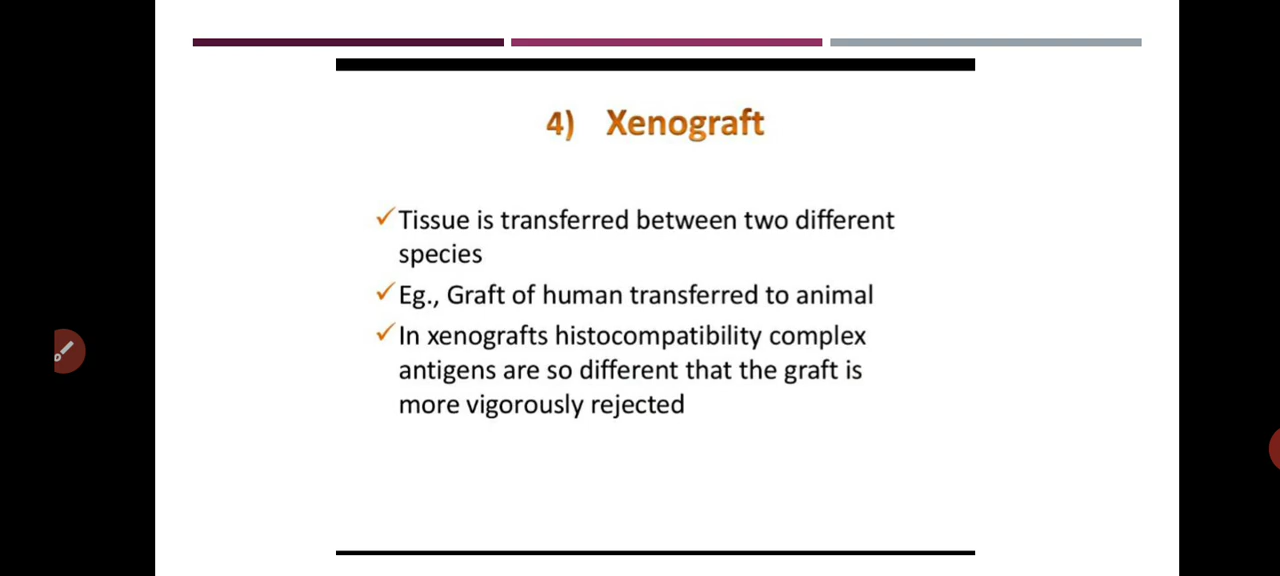 4) Xenograft
✓Tissue is transferred between two different
species
✓Eg., Graft of human transferred to animal
✓In xenografts histocompatibility complex
antigens are so different that the graft is
more vigorously rejected